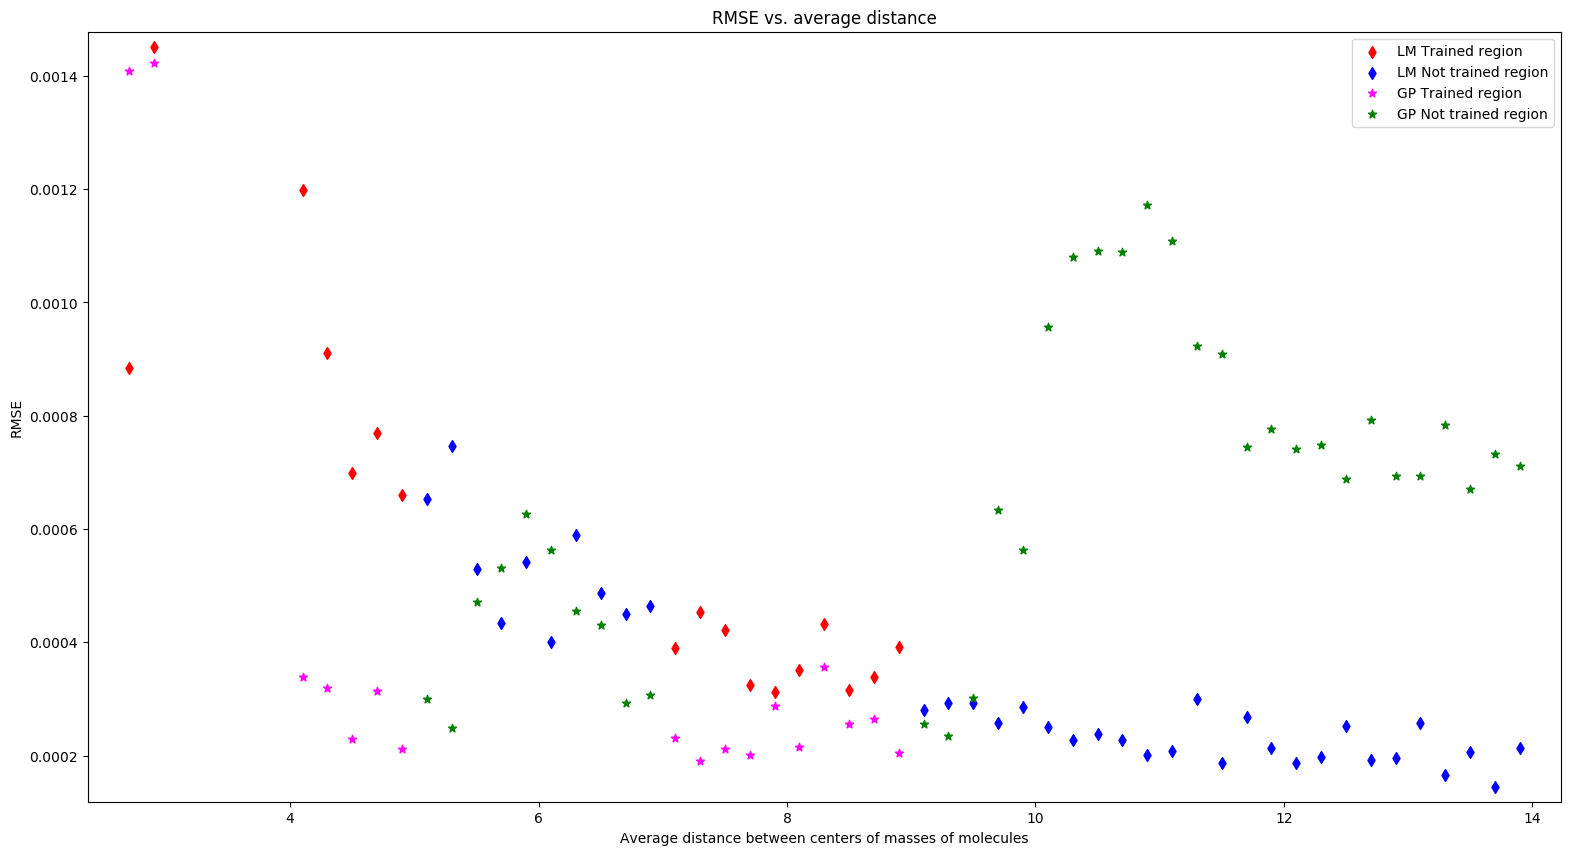 RMSE vs. average distance
LM Trained region
LM Not trained region
GP Trained region
GP Not trained region
0.0014
0.0012
0.0010
0.0008
0.0006
0.0004
0.0002
RMSE
4
6
8
10
12
14
Average distance between centers of masses of molecules